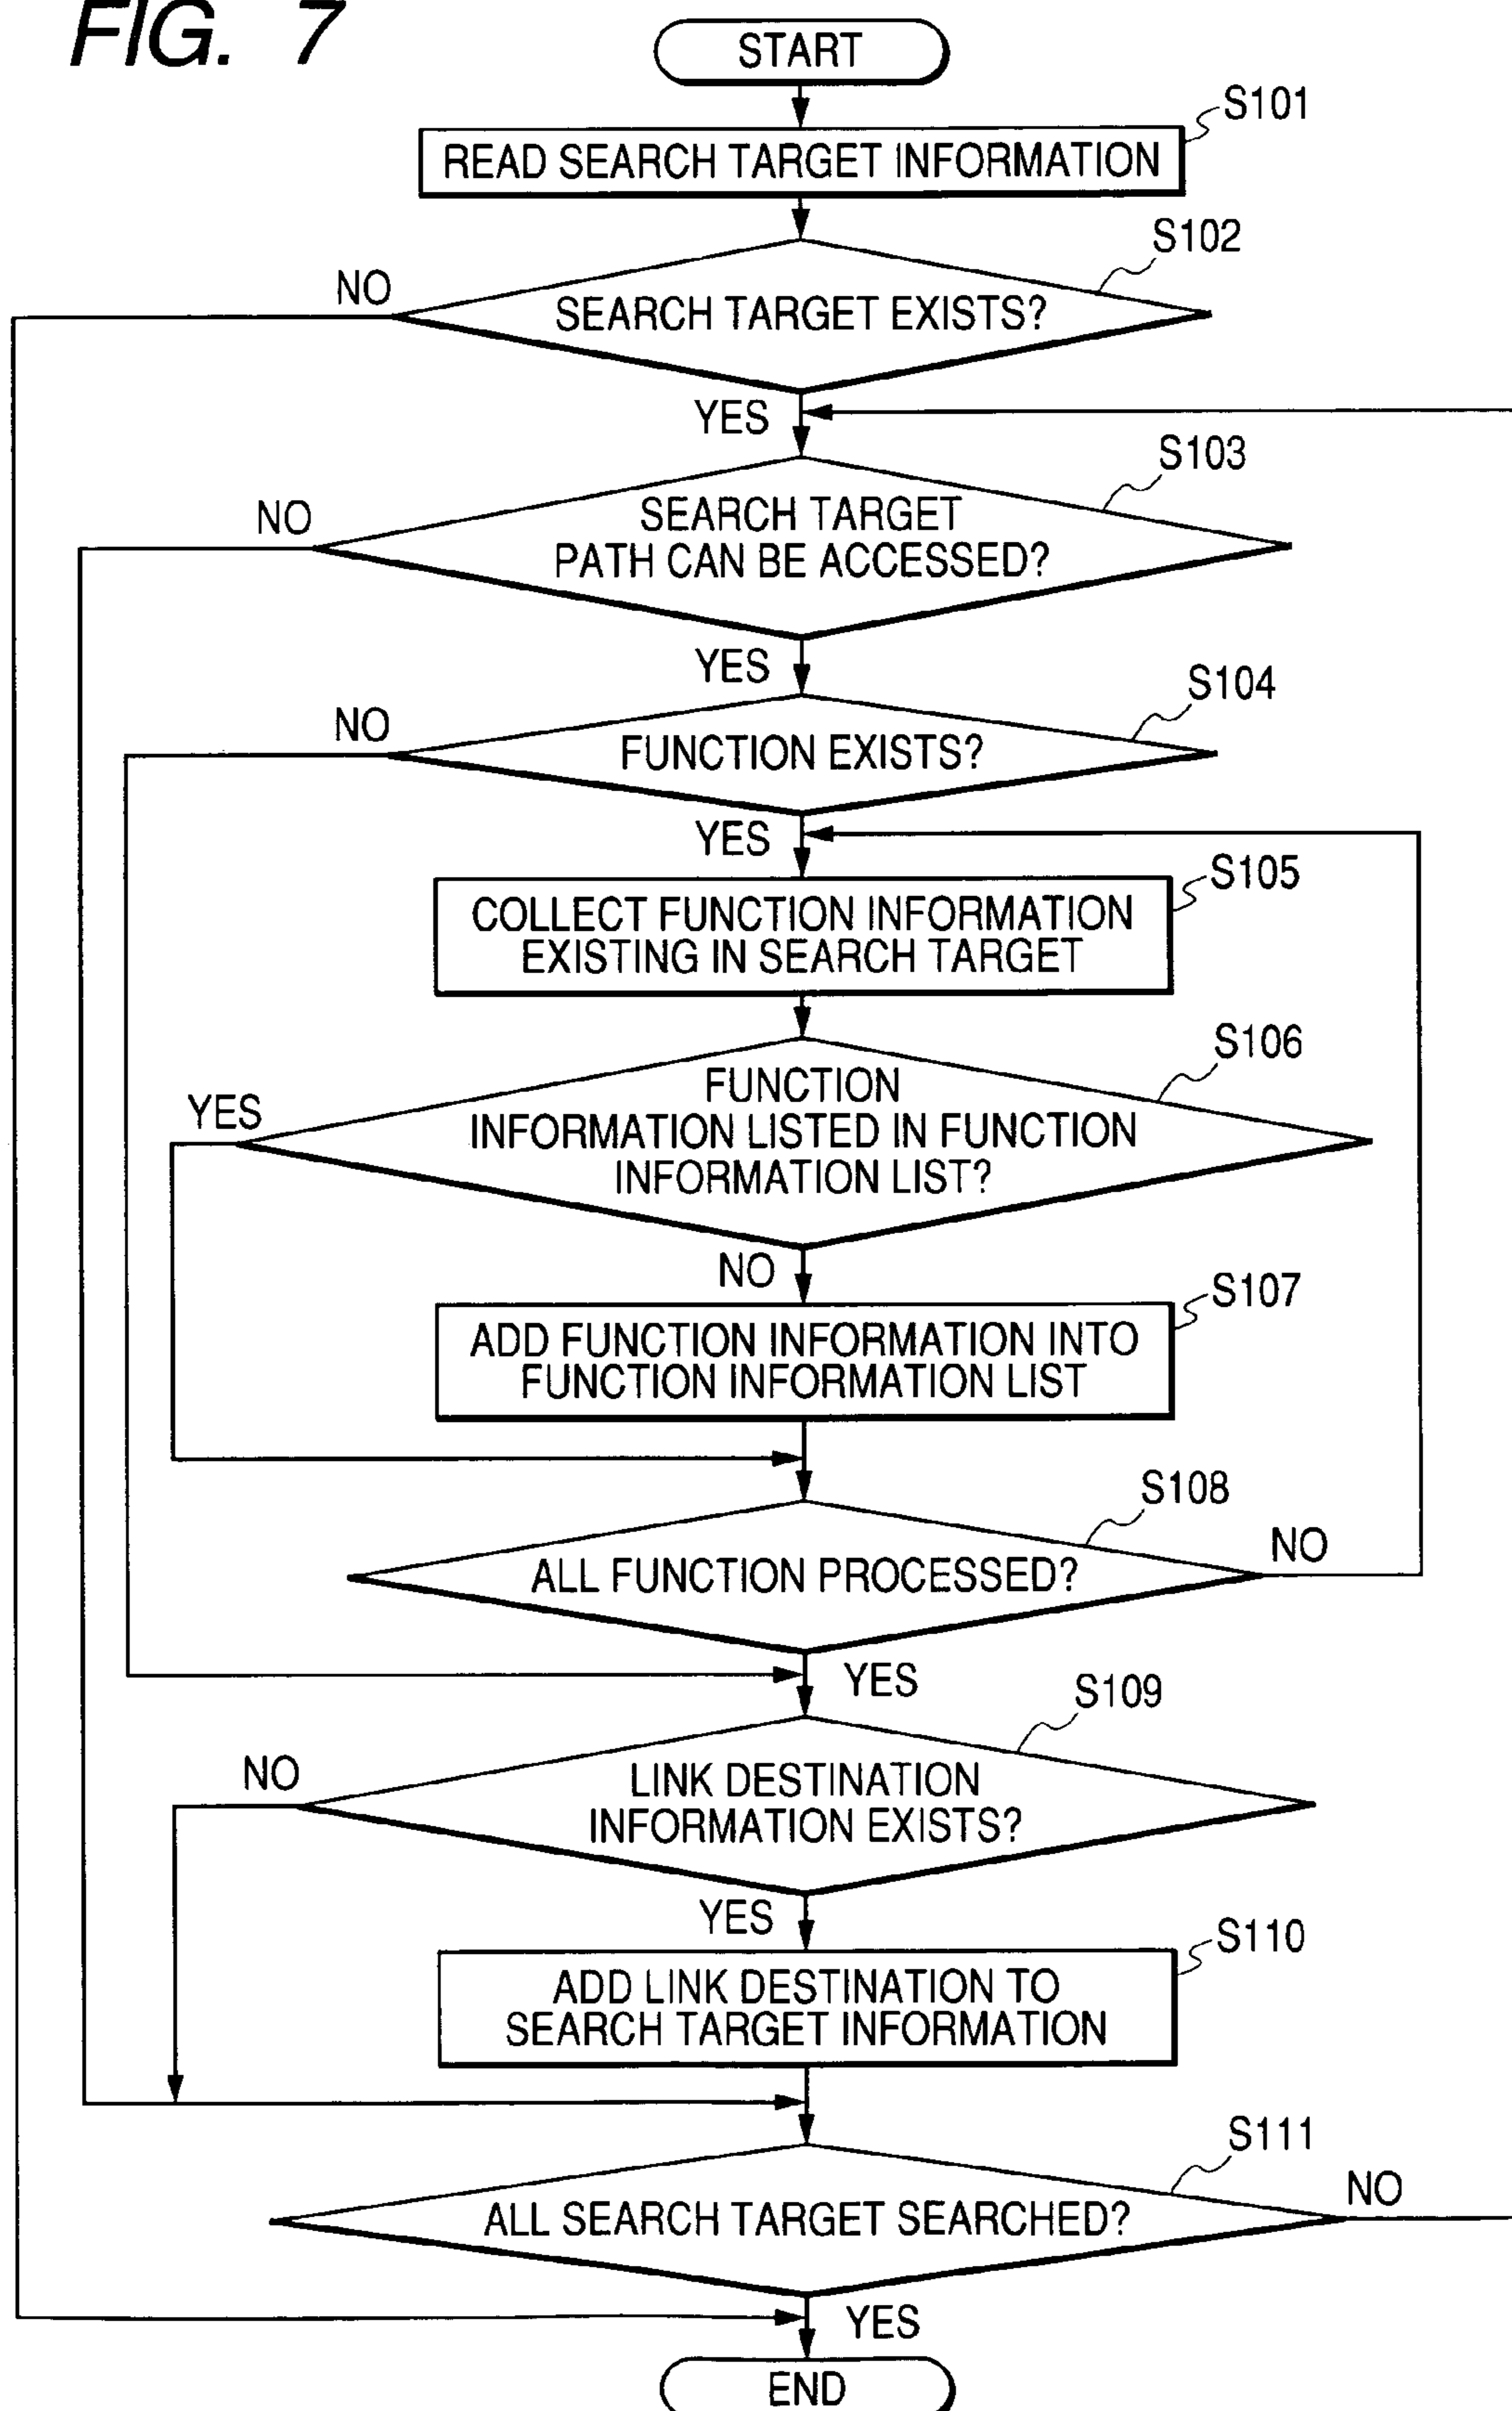 FIG. 7
START
S101
READ SEARCH TARGET INFORMATION
S102
NO
SEARCH TARGET EXISTS?
YES
S103
NO
SEARCH TARGET
PATH CAN BE ACCESSED?
YES
S104
NO
FUNCTION EXISTS?
YES
S105
COLLECT FUNCTION INFORMATION
EXISTING IN SEARCH TARGET
S106
YES
FUNCTION
INFORMATION LISTED IN FUNCTION
INFORMATION LIST?
NO
S107
ADD FUNCTION INFORMATION INTO
FUNCTION INFORMATION LIST
S108
NO
ALL FUNCTION PROCESSED?
YES
S109
NO
LINK DESTINATION
INFORMATION EXISTS?
YES
S110
ADD LINK DESTINATION TO
SEARCH TARGET INFORMATION
S111
NO
ALL SEARCH TARGET SEARCHED?
YES
END